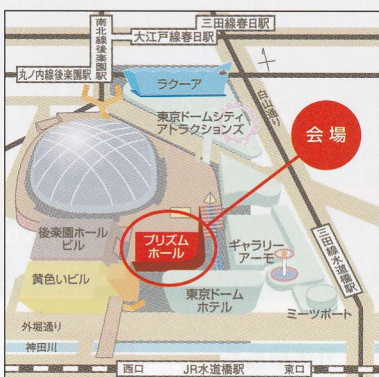 南北線後楽園駅
三田線春日駅
大江戸線春日駅
丸ノ内線後楽園駅
ラクーア
白山通り
東京ドームシティ
アトラクションズ
会場
後楽園ホール
ビル
プリズム
ホール
ギャラリー
アーモ
三田線水道橋駅
黄色いビル
東京ドーム
ホテル
ミーツポート
外堀通り
神田川
西口
JR水道橋駅
東口